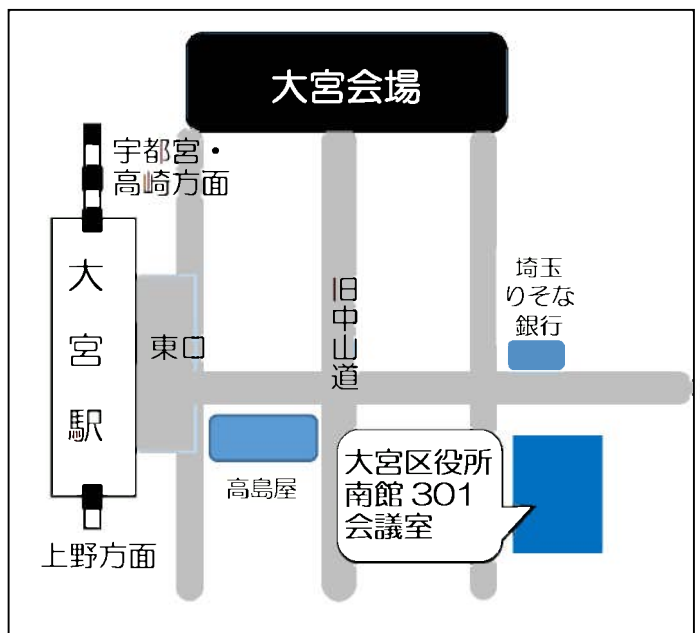 大宮会場
宇都宮・
高崎方面
大宮駅
東口
旧中山道
埼玉
りそな
銀行
高島屋
大宮区役所
南館 301
会議室
上野方面